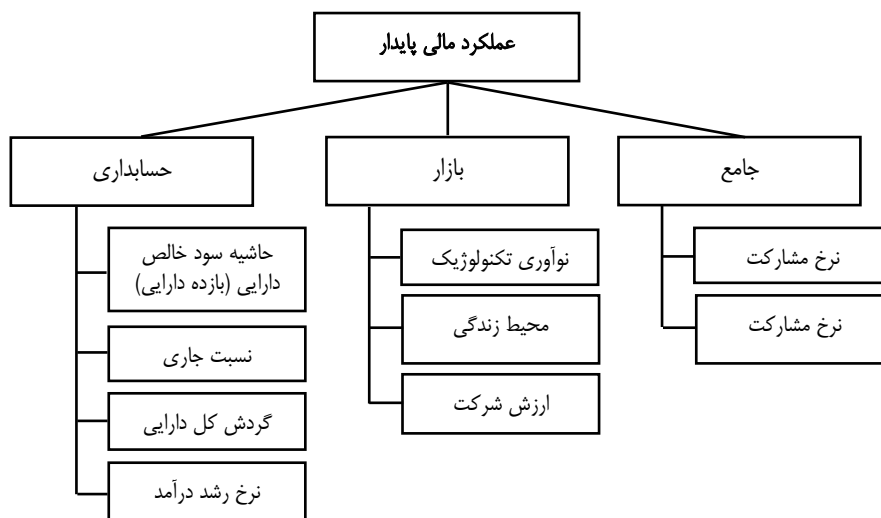 عملکرد مالی پایدار
جامع
بازار
حسابداری
نرخ مشارکت
نرخ مشارکت
نوآوری تکنولوژیک
محیط زندگی
ارزش شرکت
حاشیه سود خالص
دارایی (بازده دارایی)
نسبت جاری
گردش کل دارایی
نرخ رشد درآمد